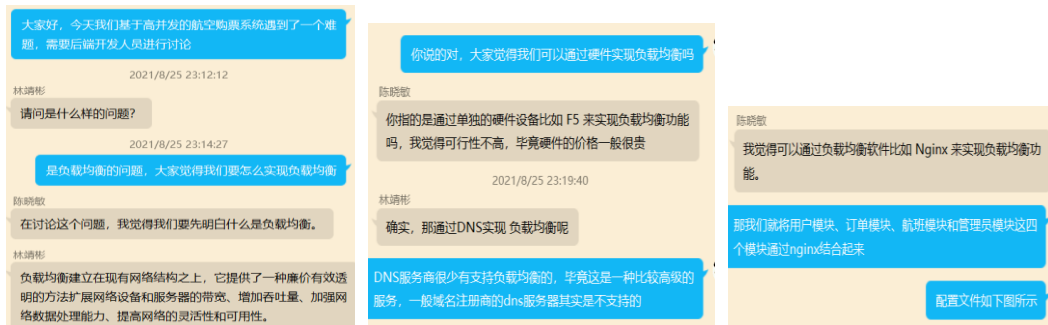 大家好，今天我们基于高并发的航空购票系统遇到了一个难
题，需要后端开发人员进行讨论
2021/8/25 23:12:12
林靖彬
请问是什么样的问题？
2021/8/25 23:14:27
是负载均衡的问题，大家觉得我们要怎么实现负载均衡
陈晓敏
在讨论这个问题，我觉得我们要先明白什么是负载均衡。
林靖彬
负载均衡建立在现有网络结构之上，它提供了一种廉价有效透
明的方法扩展网络设备和服务器的带宽、增加吞吐量、加强网
络数据处理能力、提高网络的灵活性和可用性。
你说的对，大家觉得我们可以通过硬件实现负载均衡吗
陈晓敏
你指的是通过单独的硬件设备比如 F5 来实现负载均衡功能
吗，我觉得可行性不高，毕竟硬件的价格一般很贵
2021/8/25 23:19:40
林靖彬
确实，那通过DNS实现 负载均衡呢
DNS服务商很少有支持负载均衡的，毕竟这是一种比较高级的
服务，一般域名注册商的dns服务器其实是不支持的
陈晓敏
我觉得可以通过负载均衡软件比如 Nginx 来实现负载均衡功
能。
那我们就将用户模块、订单模块、航班模块和管理员模块这四
个模块通过nginx结合起来
配置文件如下图所示